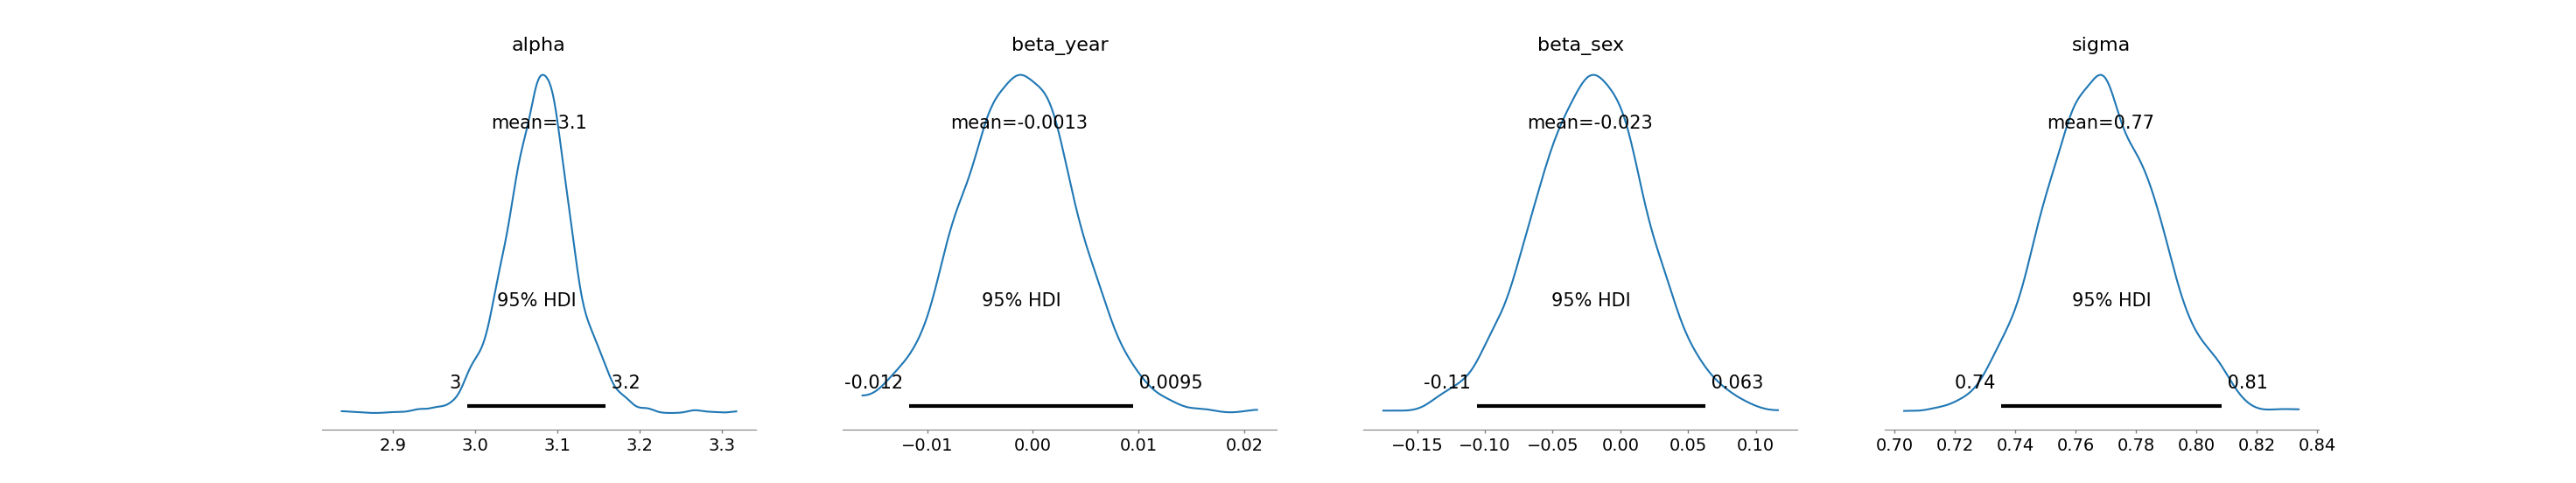 alpha
mean=3.1
95% HDI
3
3.2
2.9 3.0 3.1 3.2 3.3
beta_year
mean=-0.0013
95% HDI
-0.012
0.0095
−0.01 0.00 0.01 0.02
beta_sex
mean=-0.023
95% HDI
-0.11
0.063
−0.15 −0.10 −0.05 0.00 0.05 0.10
sigma
mean=0.77
95% HDI
0.74
0.81
0.70 0.72 0.74 0.76 0.78 0.80 0.82 0.84